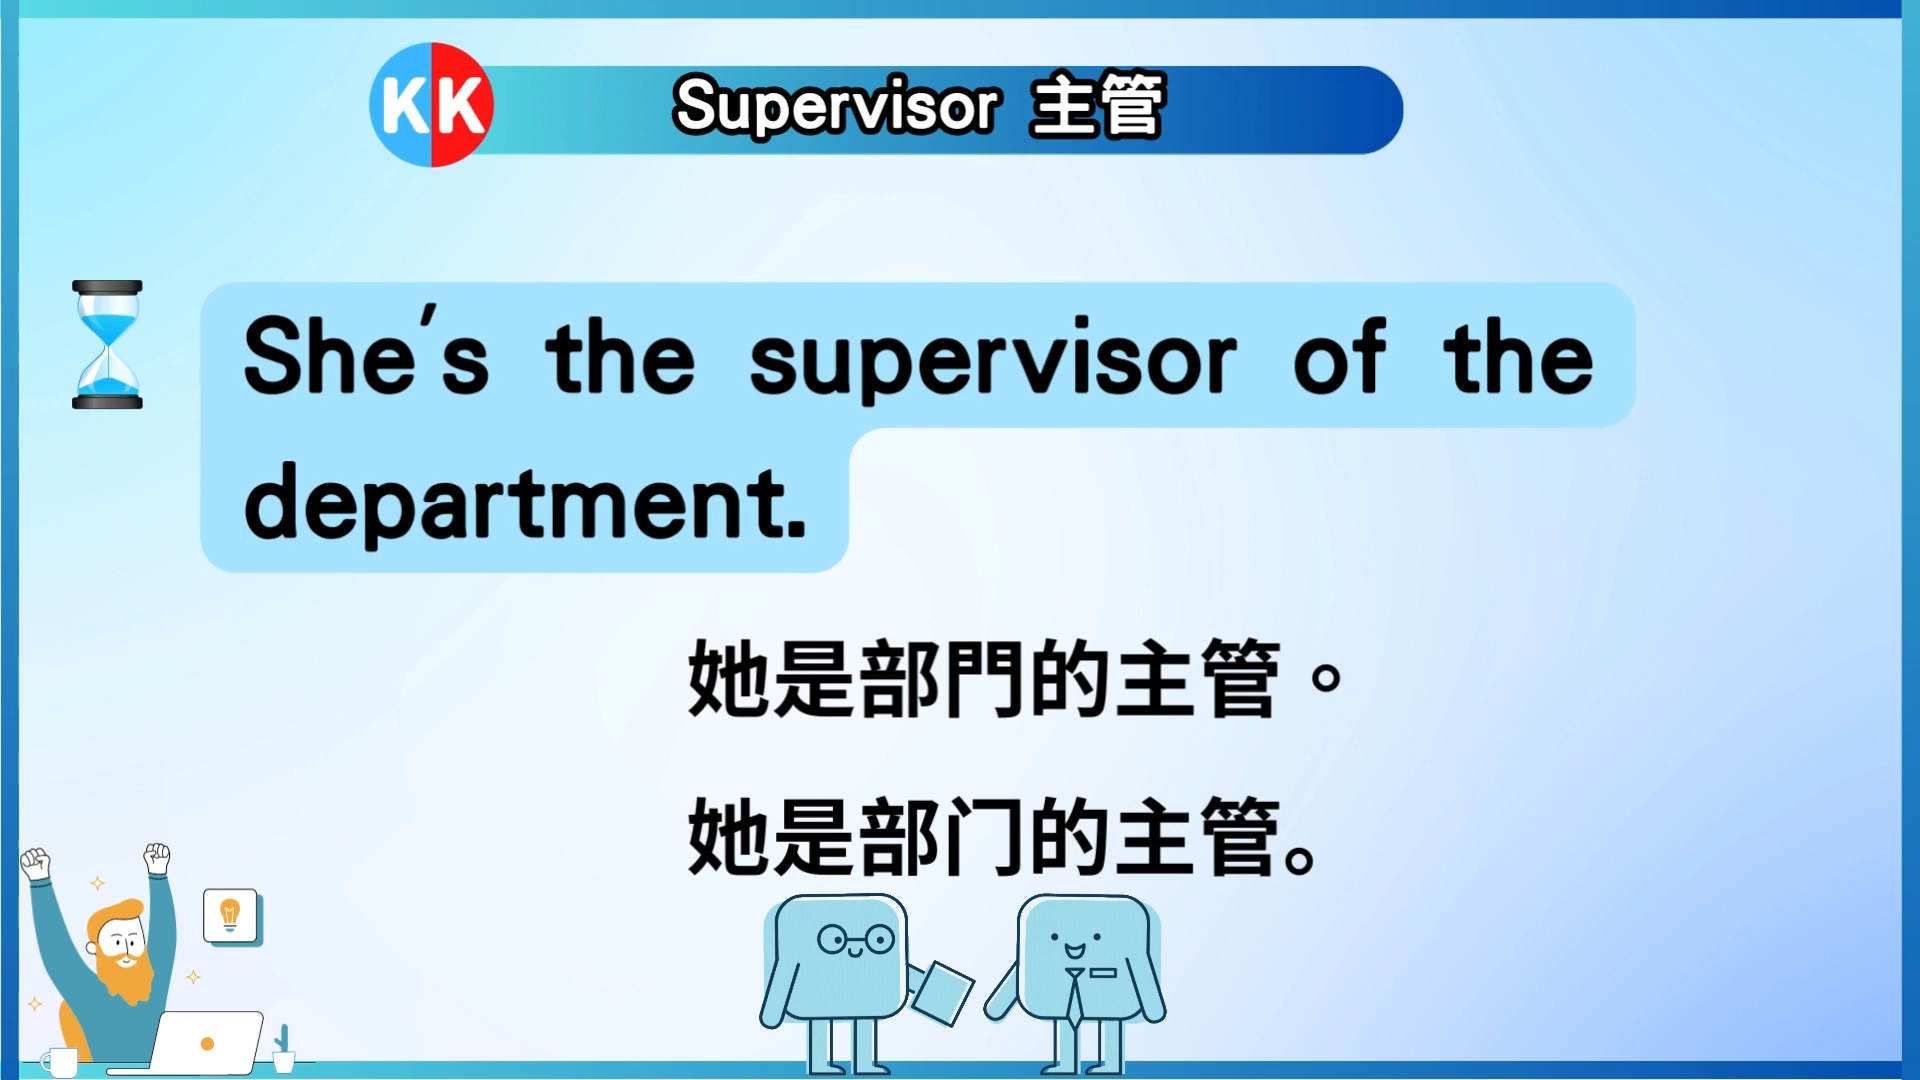 KK
Supervisor 主管
She's the supervisor of the
department.
她是部門的主管。
她是部门的主管。